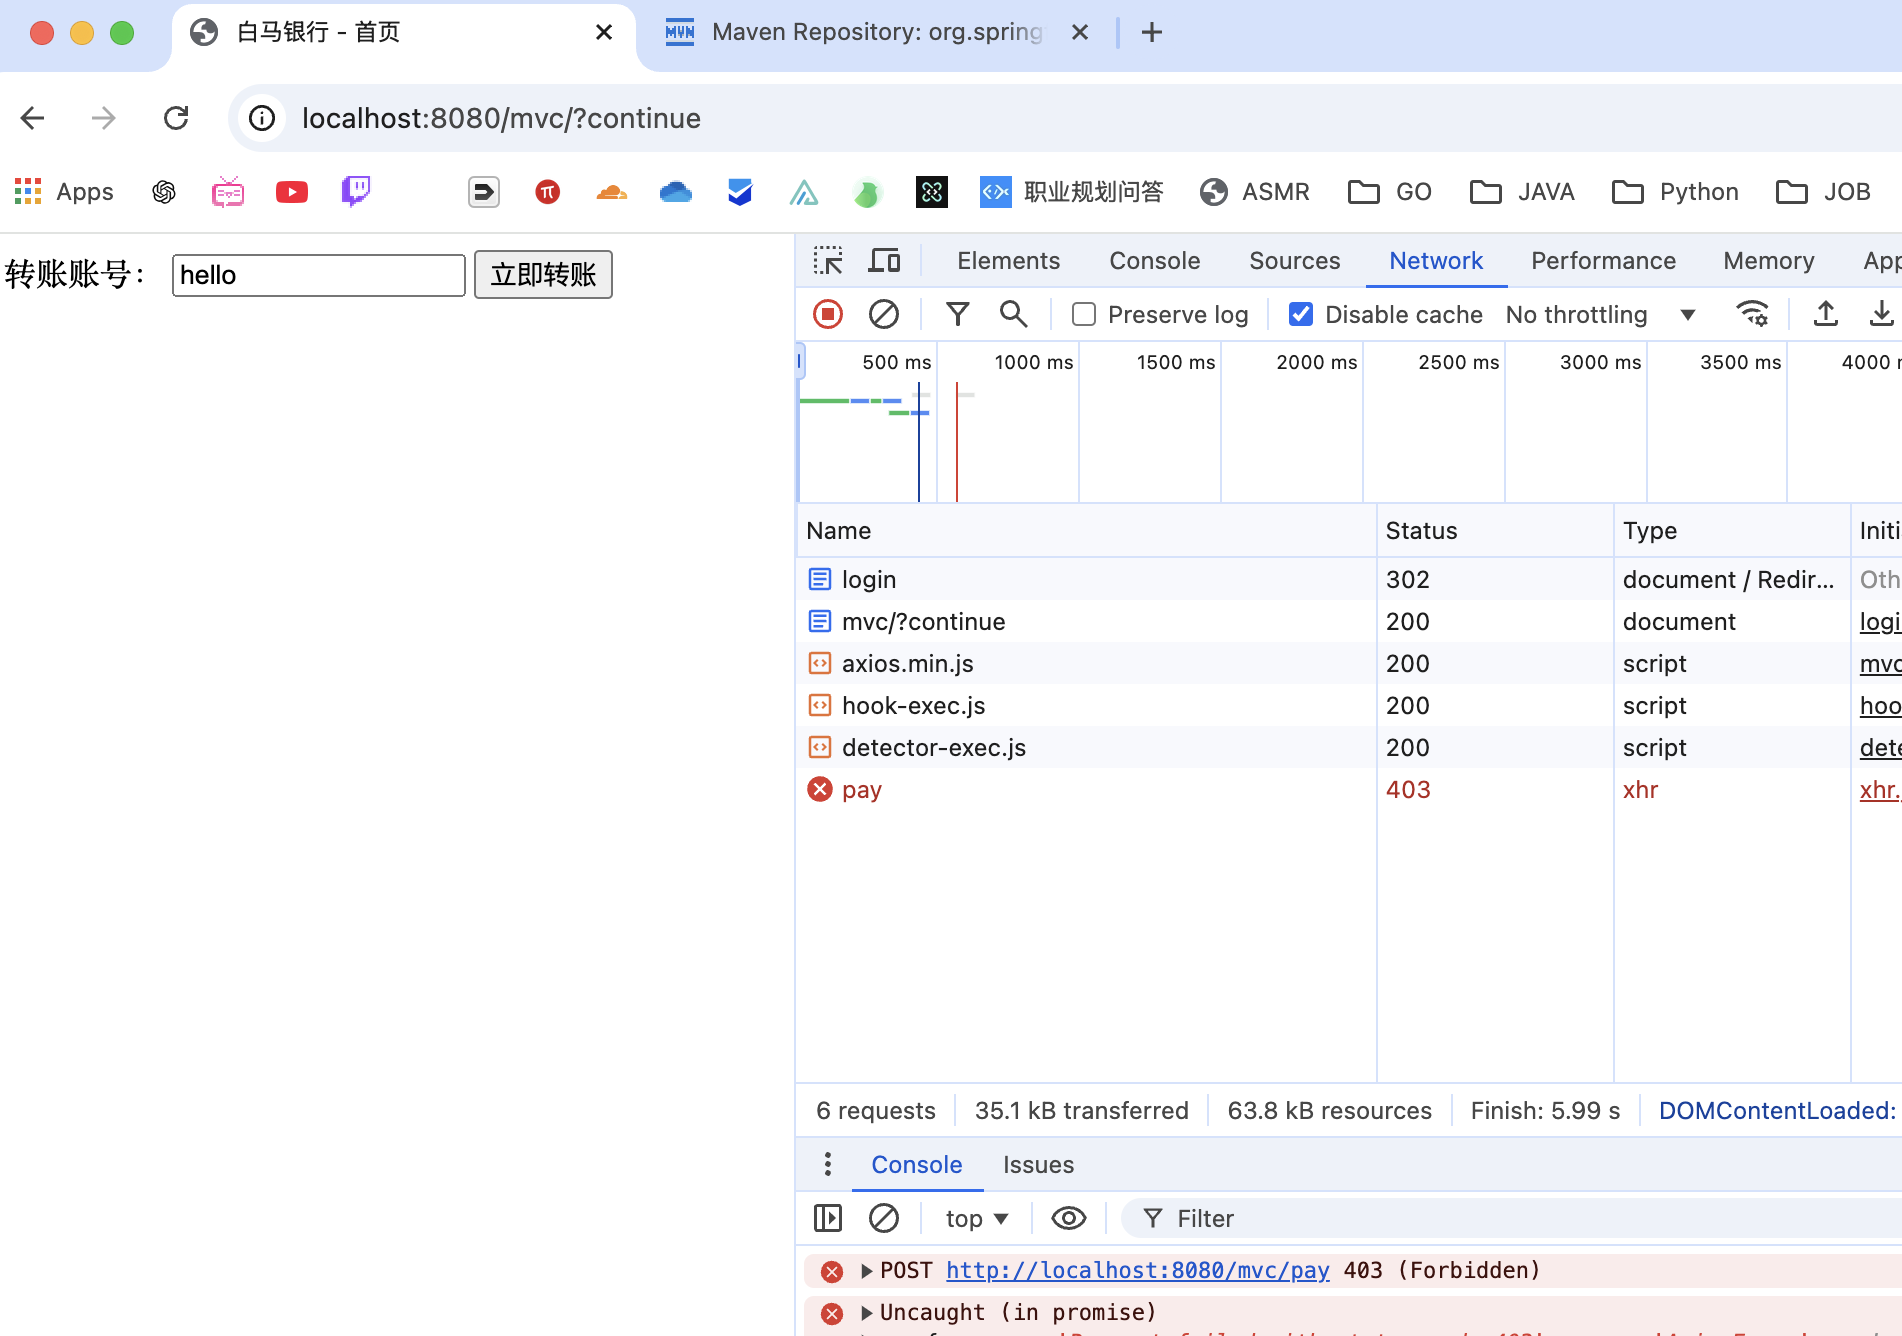 白马银行 - 首页
Maven Repository: org.spring
localhost:8080/mvc/?continue
Apps
职业规划问答
ASMR
GO
JAVA
Python
JOB
转账账号：
hello
立即转账
Elements
Console
Sources
Network
Performance
Memory
App
Preserve log
Disable cache
No throttling
500 ms
1000 ms
1500 ms
2000 ms
2500 ms
3000 ms
3500 ms
4000
Name
Status
Type
Initi
login
302
document / Redir...
Oth
mvc/?continue
200
document
logi
axios.min.js
200
script
mvc
hook-exec.js
200
script
hoo
detector-exec.js
200
script
dete
pay
403
xhr
xhr.
6 requests
35.1 kB transferred
63.8 kB resources
Finish: 5.99 s
DOMContentLoaded:
Console
Issues
top
Filter
POST http://localhost:8080/mvc/pay 403 (Forbidden)
Uncaught (in promise)